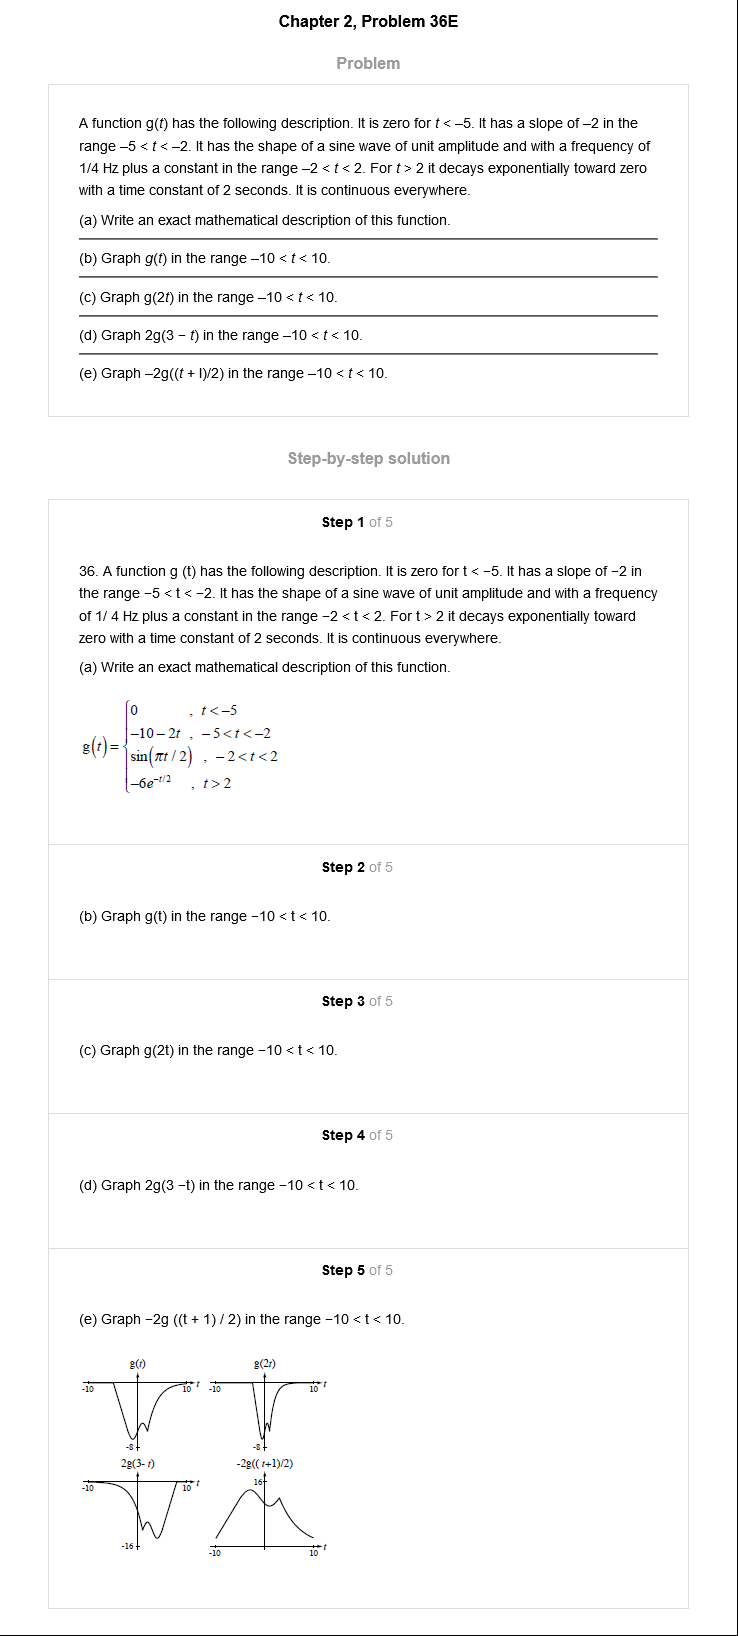 Chapter 2, Problem 36E
Problem
A function g(t) has the following description. It is zero for t < –5. It has a slope of –2 in the
range –5 < t < –2. It has the shape of a sine wave of unit amplitude and with a frequency of
1/4 Hz plus a constant in the range –2 < t < 2. For t > 2 it decays exponentially toward zero
with a time constant of 2 seconds. It is continuous everywhere.
(a) Write an exact mathematical description of this function.
(b) Graph g(t) in the range –10 < t < 10.
(c) Graph g(2t) in the range –10 < t < 10.
(d) Graph 2g(3 − t) in the range –10 < t < 10.
(e) Graph –2g((t + l)/2) in the range –10 < t < 10.
Step-by-step solution
Step 1 of 5
36. A function g (t) has the following description. It is zero for t < −5. It has a slope of −2 in
the range −5 < t < −2. It has the shape of a sine wave of unit amplitude and with a frequency
of 1/ 4 Hz plus a constant in the range −2 < t < 2. For t > 2 it decays exponentially toward
zero with a time constant of 2 seconds. It is continuous everywhere.
(a) Write an exact mathematical description of this function.
g(t) = { 0 , t < −5
−10 − 2t , −5 < t < −2
sin(πt / 2) , −2 < t < 2
−6e^{−t/2} , t > 2
Step 2 of 5
(b) Graph g(t) in the range −10 < t < 10.
Step 3 of 5
(c) Graph g(2t) in the range −10 < t < 10.
Step 4 of 5
(d) Graph 2g(3 −t) in the range −10 < t < 10.
Step 5 of 5
(e) Graph −2g ((t + 1) / 2) in the range −10 < t < 10.
g(t) g(2t)
-10 10 t -10 10 t
-8 -8
2g(3- t) -2g(( t+1)/2)
-10 10 t 16
-16
-10 10 t